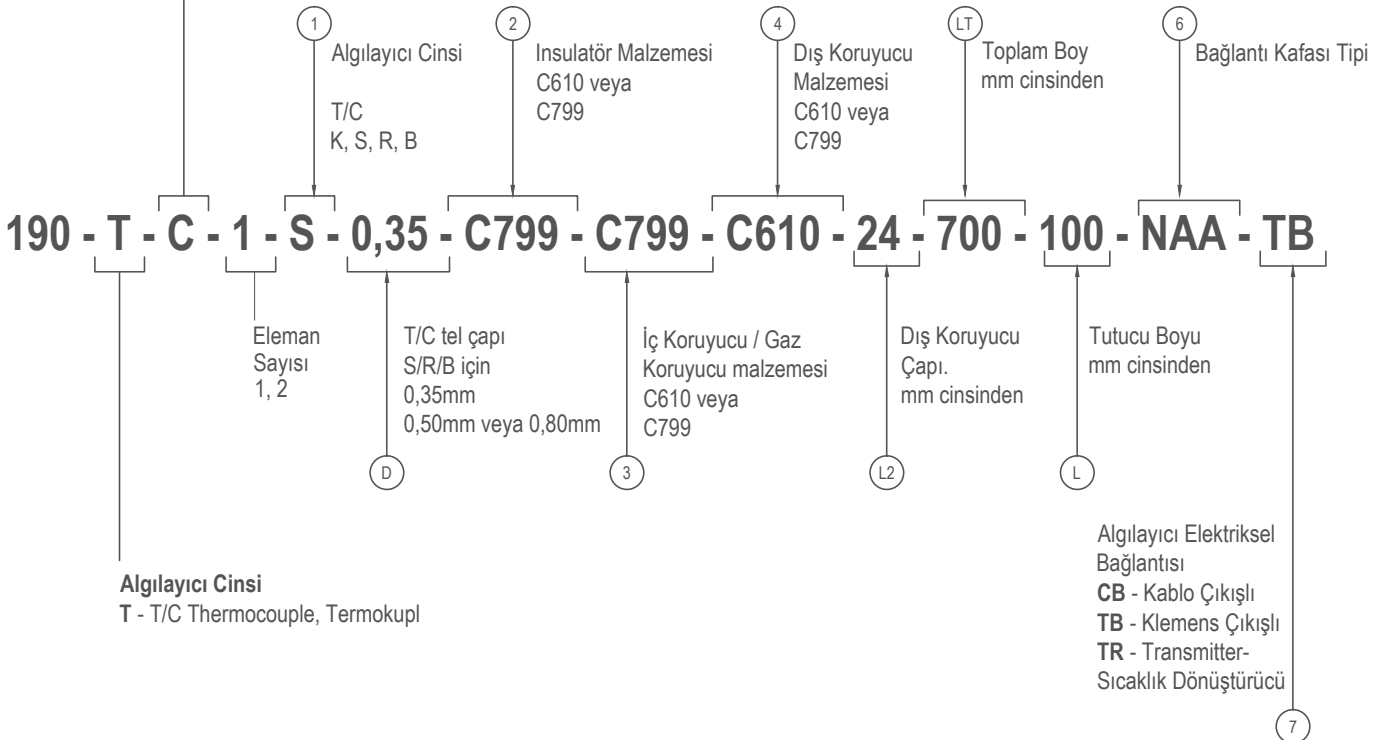 1
Algılayıcı Cinsi
T/C
K, S, R, B
2
Insulatör Malzemesi
C610 veya
C799
4
Dış Koruyucu
Malzemesi
C610 veya
C799
LT
Toplam Boy
mm cinsinden
6
Bağlantı Kafası Tipi
190 - T - C - 1 - S - 0,35 - C799 - C799 - C610 - 24 - 700 - 100 - NAA - TB
Eleman
Sayısı
1, 2
T/C tel çapı
S/R/B için
0,35mm
0,50mm veya 0,80mm
D
İç Koruyucu / Gaz
Koruyucu malzemesi
C610 veya
C799
3
Dış Koruyucu
Çapı.
mm cinsinden
L2
Tutucu Boyu
mm cinsinden
L
Algılayıcı Cinsi
T - T/C Thermocouple, Termokupl
Algılayıcı Elektriksel
Bağlantısı
CB - Kablo Çıkışlı
TB - Klemens Çıkışlı
TR - Transmitter-
Sıcaklık Dönüştürücü
7